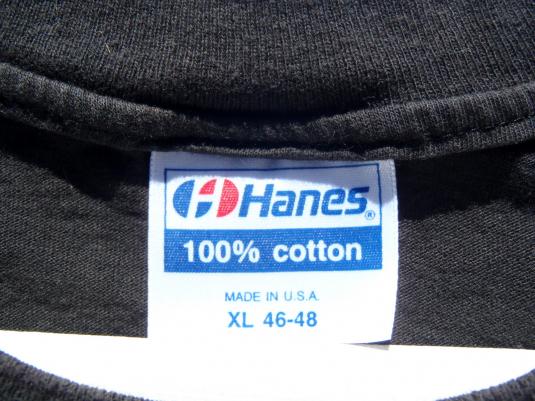 Hanes®
100% cotton
MADE IN U.S.A.
XL 46-48